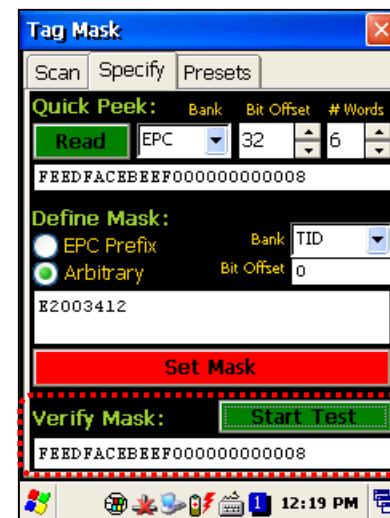 Tag Mask
Scan Specify Presets
Quick Peek: Bank Bit Offset # Words
Read EPC 32 6
FEEDFACEBEEF000000000008
Define Mask:
EPC Prefix Bank TID
Arbitrary Bit Offset 0
E2003412
Set Mask
Verify Mask: Start Test
FEEDFACEBEEF000000000008
1 12:19 PM